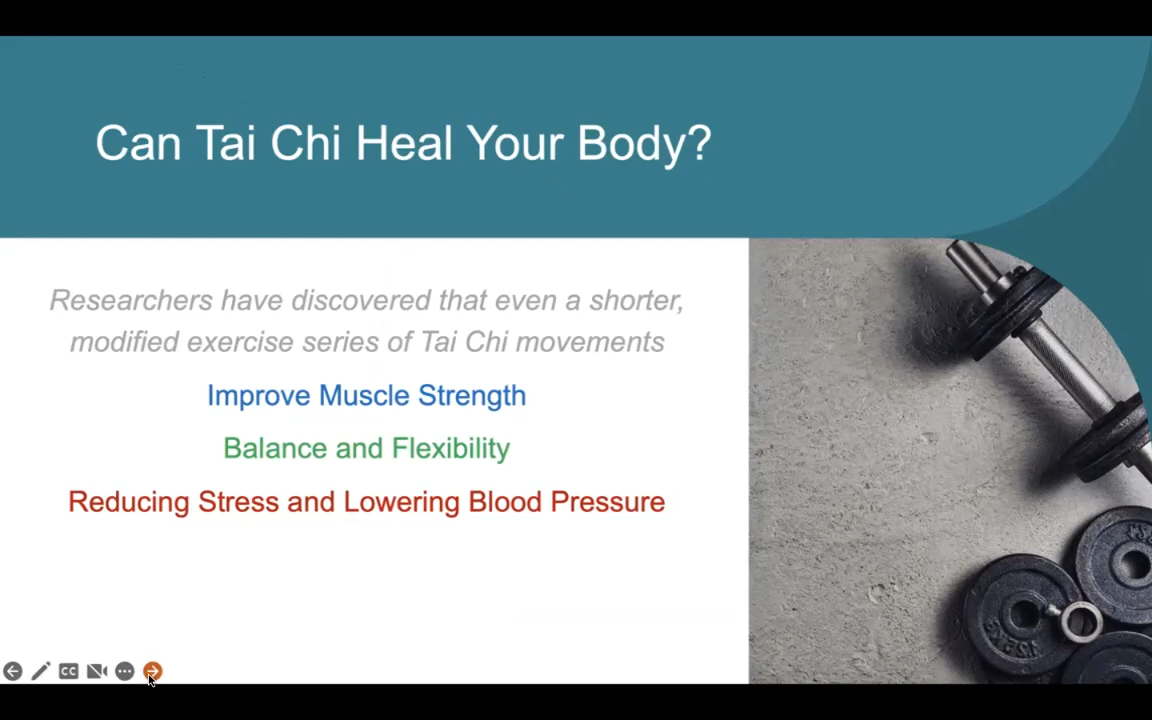 Can Tai Chi Heal Your Body?
Researchers have discovered that even a shorter,
modified exercise series of Tai Chi movements
Improve Muscle Strength
Balance and Flexibility
Reducing Stress and Lowering Blood Pressure
CC